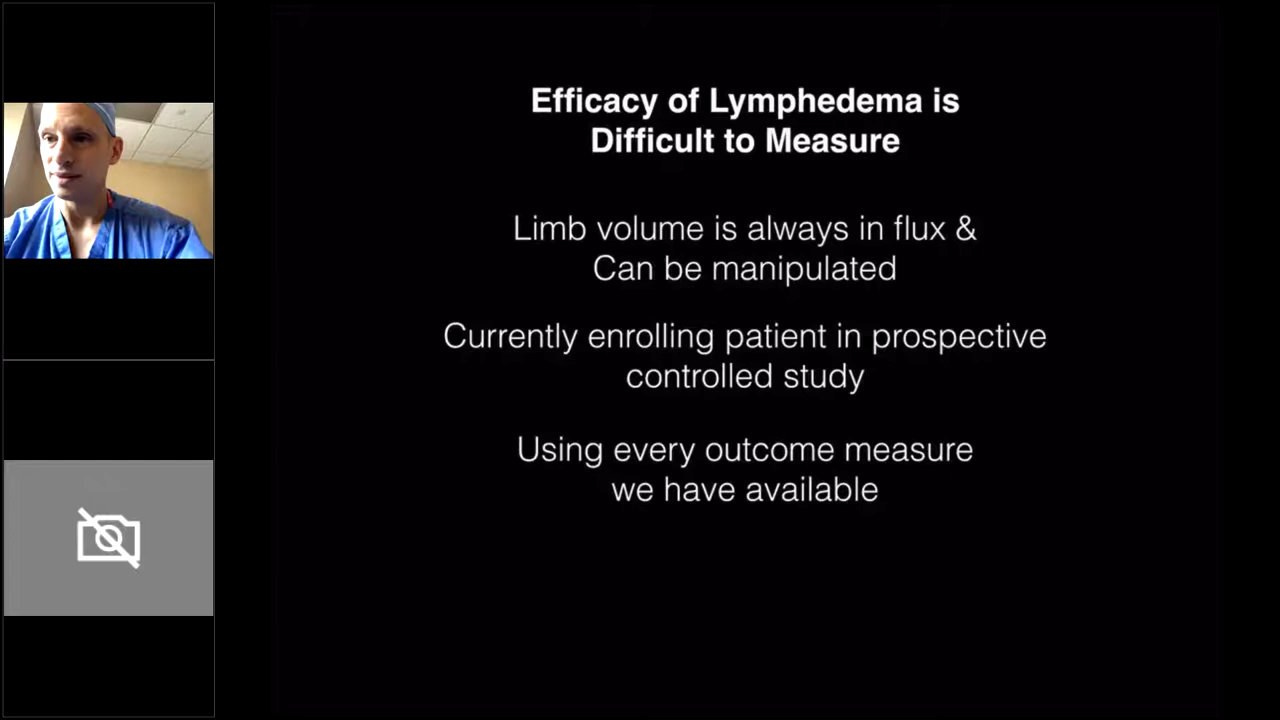 Efficacy of Lymphedema is
Difficult to Measure
Limb volume is always in flux &
Can be manipulated
Currently enrolling patient in prospective
controlled study
Using every outcome measure
we have available